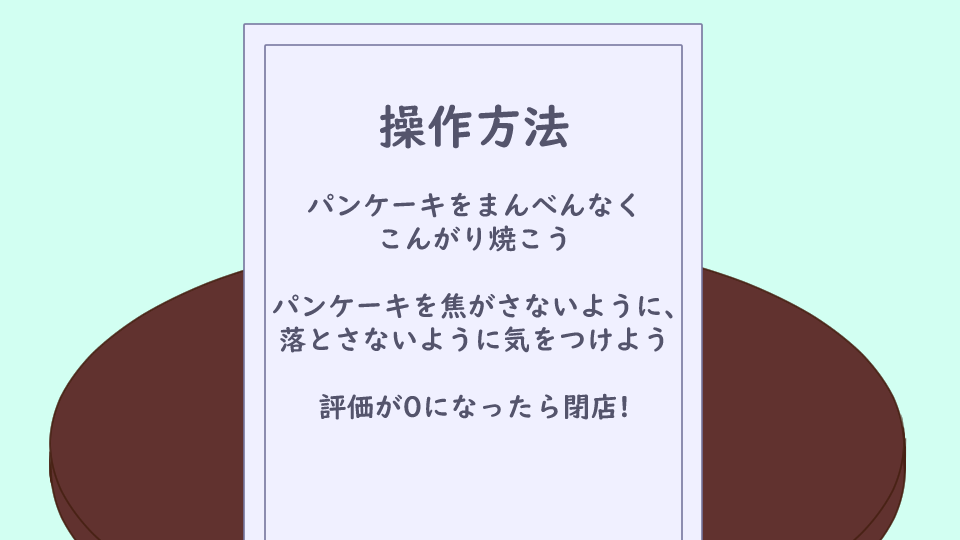 操作方法
パンケーキをまんべんなく
こんがり焼こう
パンケーキを焦がさないように、
落とさないように気をつけよう
評価が0になったら閉店!